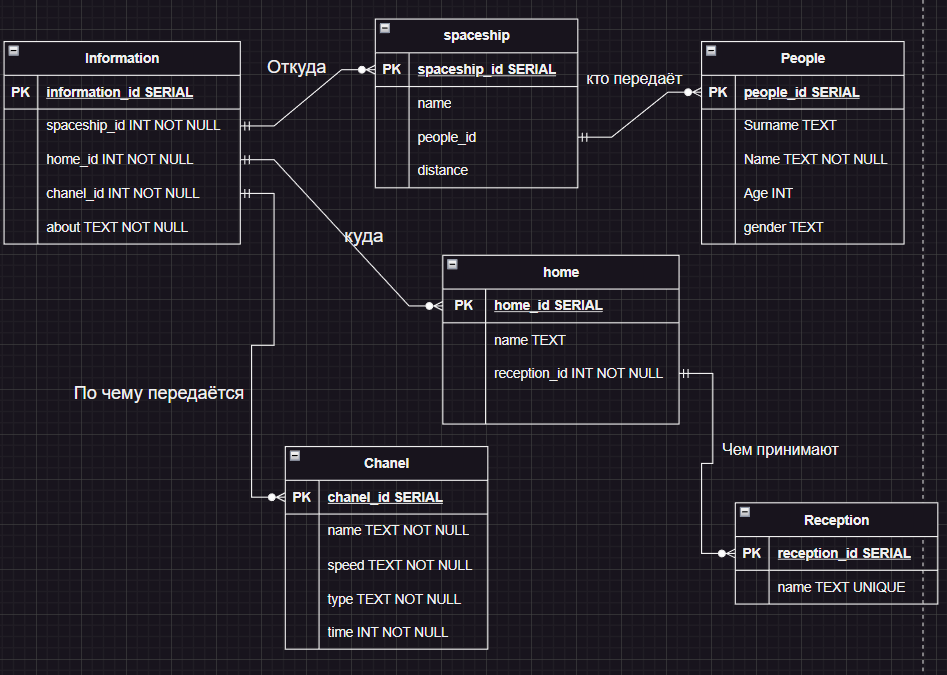 Information
PK information_id SERIAL
spaceship_id INT NOT NULL
home_id INT NOT NULL
chanel_id INT NOT NULL
about TEXT NOT NULL
Откуда
spaceship
PK spaceship_id SERIAL
name
people_id
distance
кто передаёт
People
PK people_id SERIAL
Surname TEXT
Name TEXT NOT NULL
Age INT
gender TEXT
куда
home
PK home_id SERIAL
name TEXT
reception_id INT NOT NULL
По чему передаётся
Chanel
PK chanel_id SERIAL
name TEXT NOT NULL
speed TEXT NOT NULL
type TEXT NOT NULL
time INT NOT NULL
Чем принимают
Reception
PK reception_id SERIAL
name TEXT UNIQUE